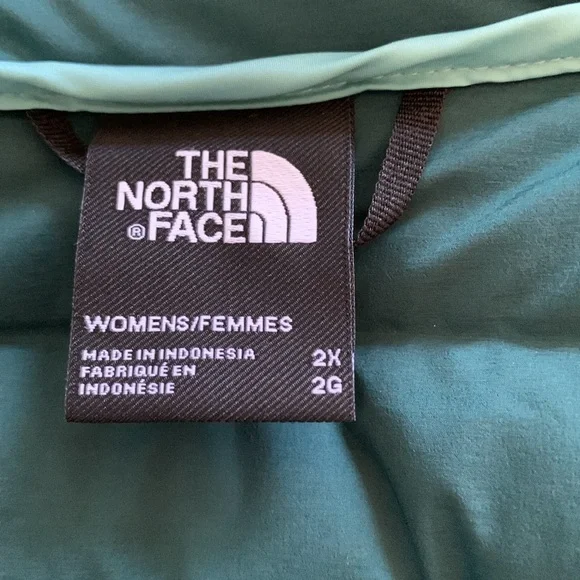 THE
NORTH
® FACE
WOMENS/FEMMES
MADE IN INDONESIA 2X
FABRIQUÉ EN
INDONÉSIE 2G